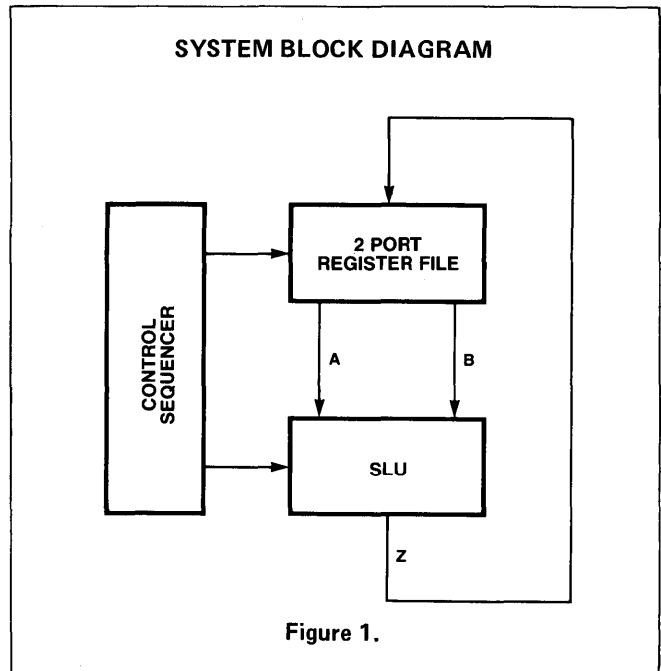 SYSTEM BLOCK DIAGRAM
2 PORT
REGISTER FILE
CONTROL
SEQUENCER
A
B
SLU
Z
Figure 1.